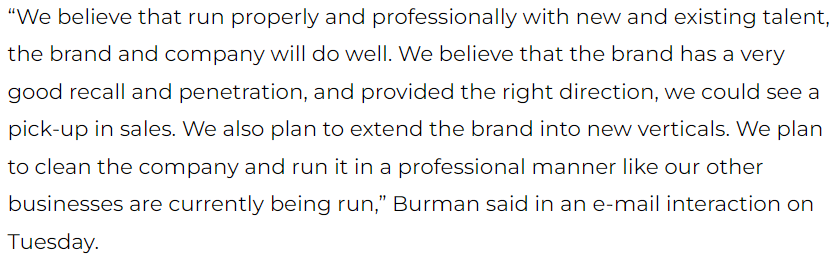 “We believe that run properly and professionally with new and existing talent,
the brand and company will do well. We believe that the brand has a very
good recall and penetration, and provided the right direction, we could see a
pick-up in sales. We also plan to extend the brand into new verticals. We plan
to clean the company and run it in a professional manner like our other
businesses are currently being run,” Burman said in an e-mail interaction on
Tuesday.